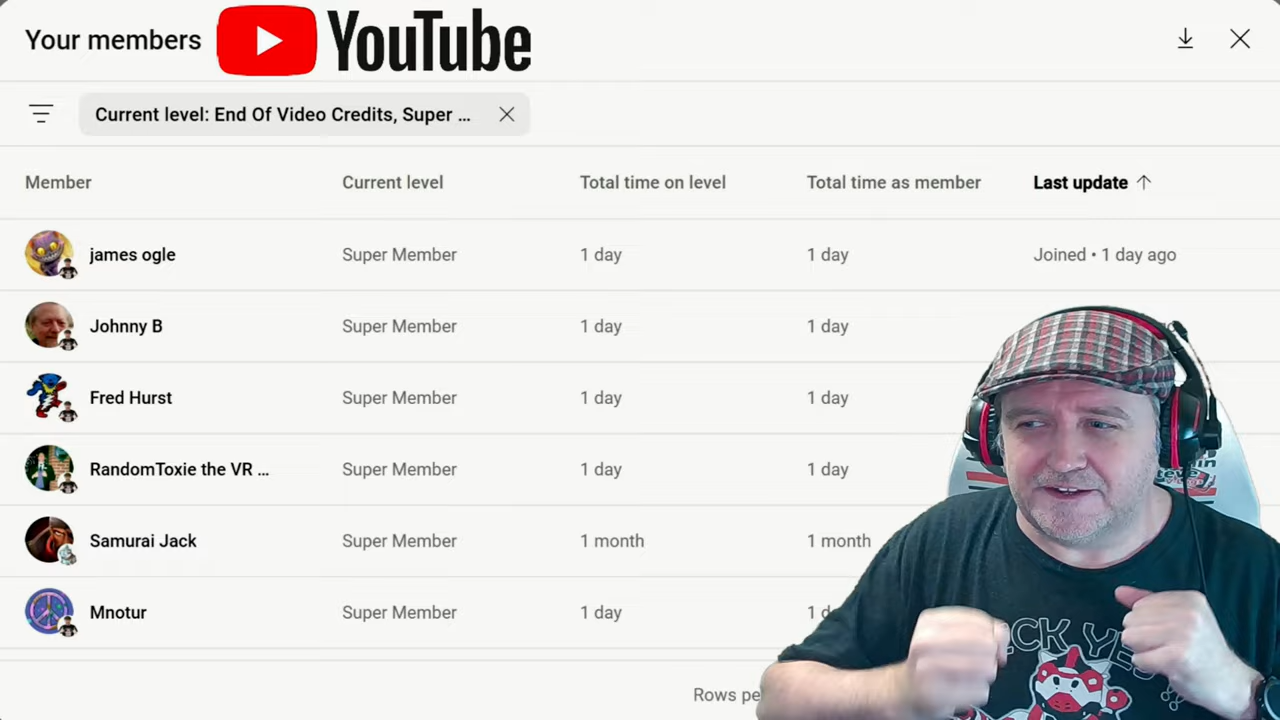 Your members YouTube
Current level: End Of Video Credits, Super ...
Member Current level Total time on level Total time as member Last update
james ogle Super Member 1 day 1 day Joined • 1 day ago
Johnny B Super Member 1 day 1 day
Fred Hurst Super Member 1 day 1 day
RandomToxie the VR ... Super Member 1 day 1 day
Samurai Jack Super Member 1 month 1 month
Mnotur Super Member 1 day 1 d
Rows pe